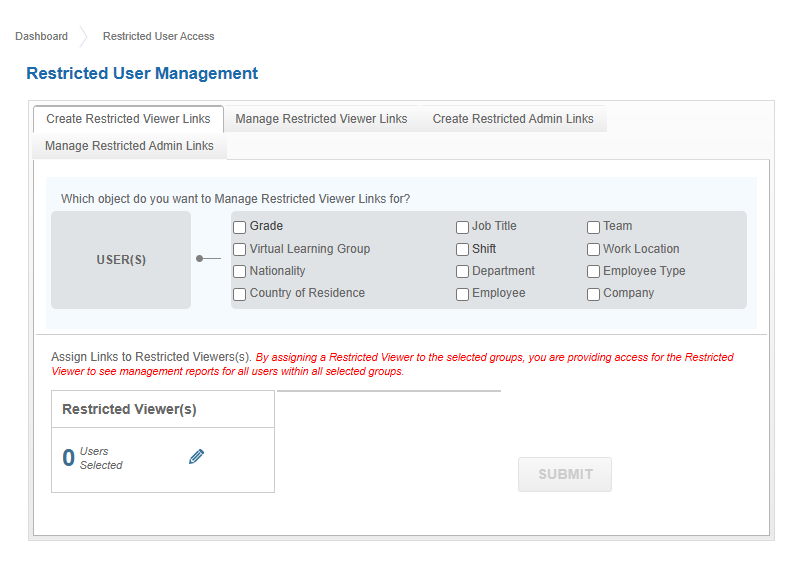 Dashboard Restricted User Access
Restricted User Management
Create Restricted Viewer Links Manage Restricted Viewer Links Create Restricted Admin Links
Manage Restricted Admin Links
Which object do you want to Manage Restricted Viewer Links for?
USER(S)
Grade Job Title Team
Virtual Learning Group Shift Work Location
Nationality Department Employee Type
Country of Residence Employee Company
Assign Links to Restricted Viewers(s). By assigning a Restricted Viewer to the selected groups, you are providing access for the Restricted
Viewer to see management reports for all users within all selected groups.
Restricted Viewer(s)
0 Users
Selected
SUBMIT